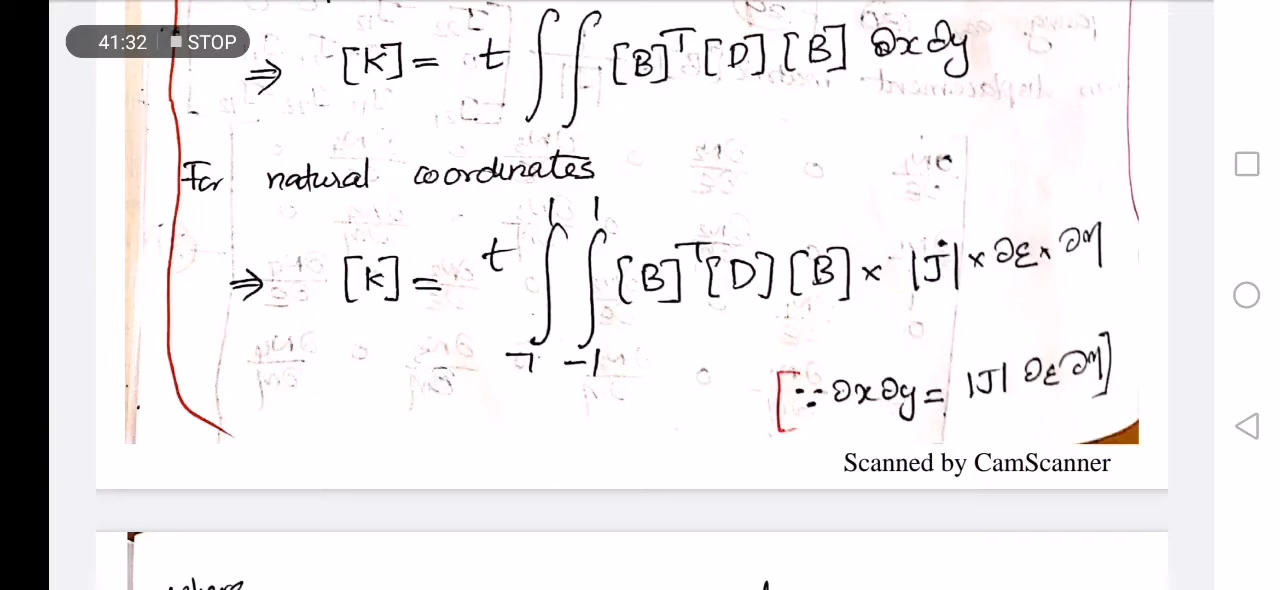 41:32 STOP
⇒ [K] = t ∫∫ [B]ᵀ [D] [B] ∂x ∂y
For natural coordinates
⇒ [K] = t ∫₋₁¹ ∫₋₁¹ [B]ᵀ [D] [B] × |J| × ∂ε × ∂η
[∵ ∂x ∂y = |J| ∂ε ∂η]
Scanned by CamScanner